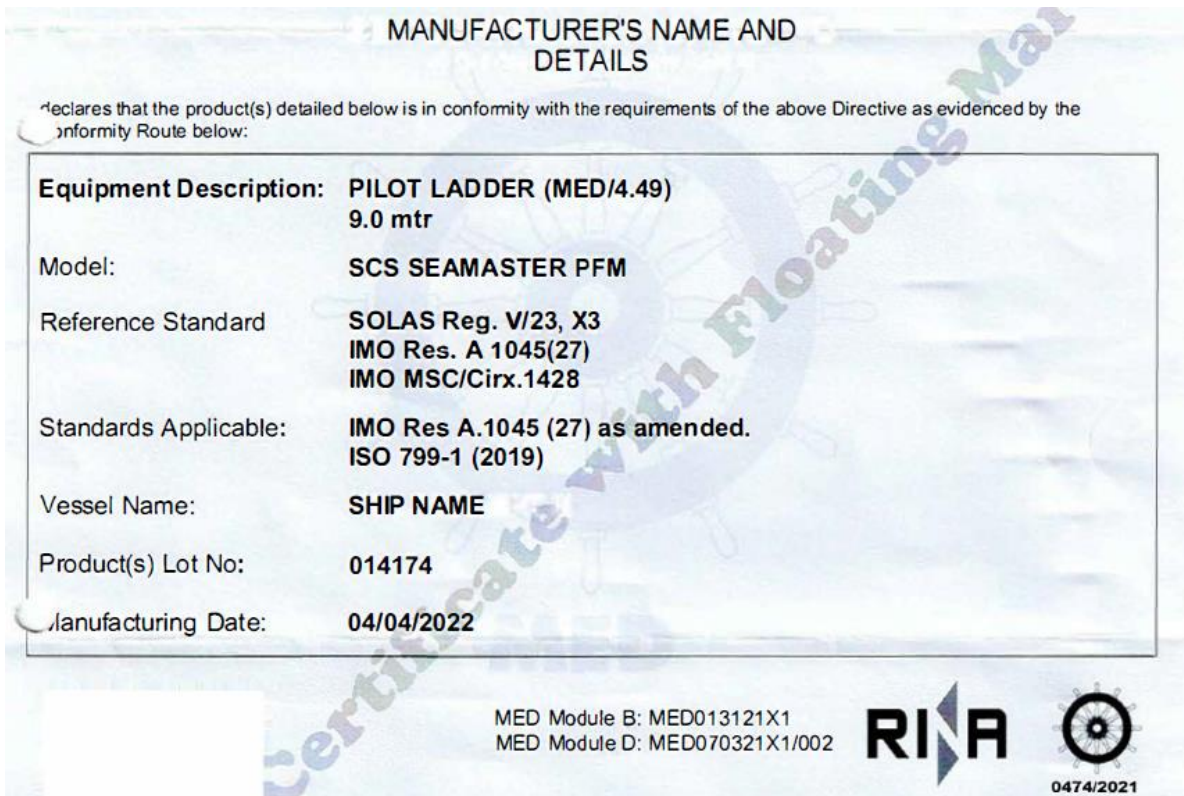 MANUFACTURER'S NAME AND
DETAILS
declares that the product(s) detailed below is in conformity with the requirements of the above Directive as evidenced by the
onformity Route below:
Equipment Description: PILOT LADDER (MED/4.49)
9.0 mtr
Model: SCS SEAMASTER PFM
Reference Standard SOLAS Reg. V/23, X3
IMO Res. A 1045(27)
IMO MSC/Cirx.1428
Standards Applicable: IMO Res A.1045 (27) as amended.
ISO 799-1 (2019)
Vessel Name: SHIP NAME
Product(s) Lot No: 014174
Manufacturing Date: 04/04/2022
MED Module B: MED013121X1
MED Module D: MED070321X1/002
RINA
0474/2021
Certificate with Floating Mar
MED